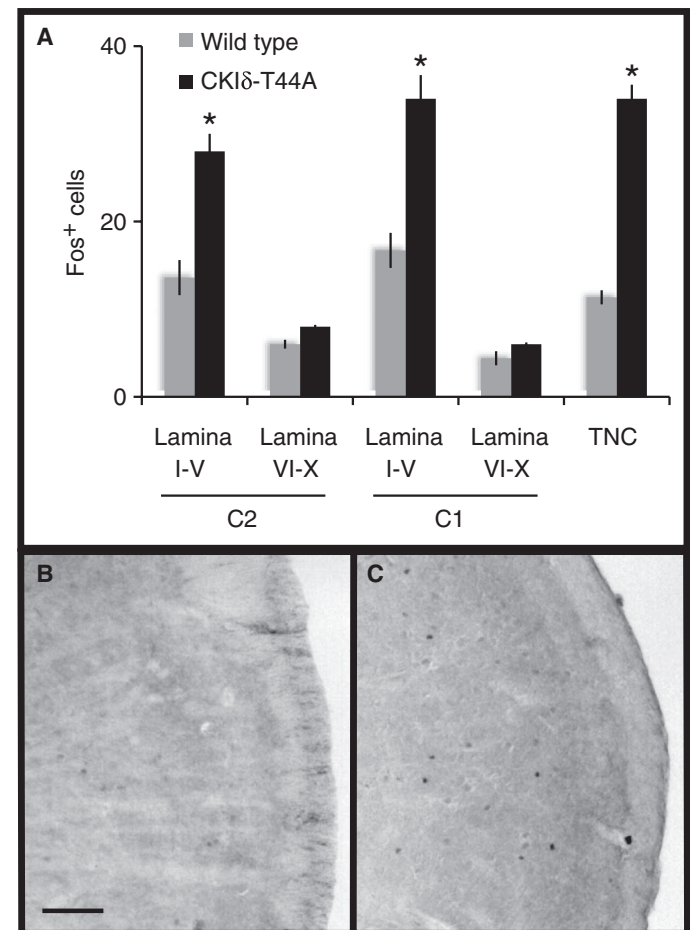 A
Wild type
CKIδ-T44A
Fos+ cells
40
20
0
*
*
*
Lamina Lamina Lamina Lamina TNC
I-V VI-X I-V VI-X
C2 C1
B
C